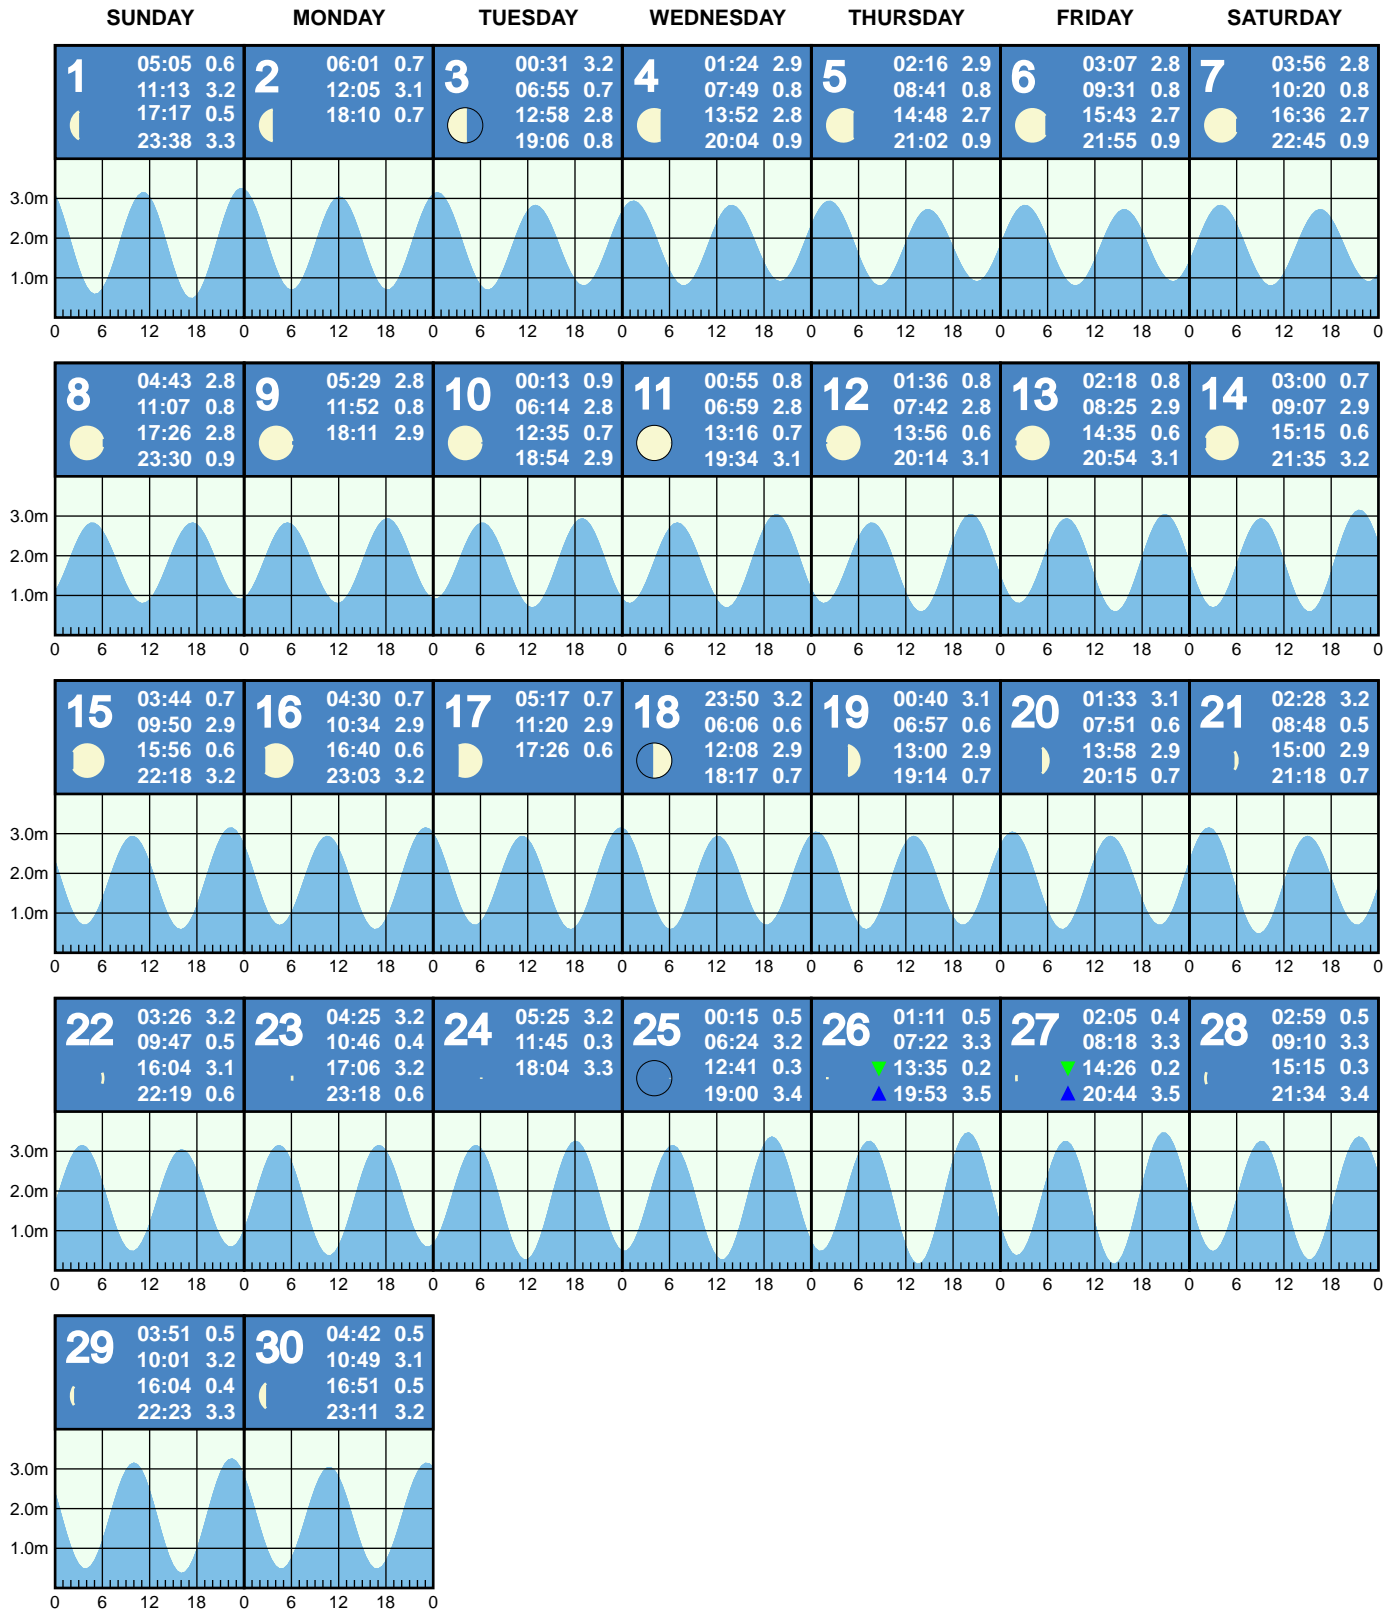 SUNDAY MONDAY TUESDAY WEDNESDAY THURSDAY FRIDAY SATURDAY
1 05:05 0.6
11:13 3.2
17:17 0.5
23:38 3.3
2 06:01 0.7
12:05 3.1
18:10 0.7
3 00:31 3.2
06:55 0.7
12:58 2.8
19:06 0.8
4 01:24 2.9
07:49 0.8
13:52 2.8
20:04 0.9
5 02:16 2.9
08:41 0.8
14:48 2.7
21:02 0.9
6 03:07 2.8
09:31 0.8
15:43 2.7
21:55 0.9
7 03:56 2.8
10:20 0.8
16:36 2.7
22:45 0.9
3.0m
2.0m
1.0m
0 6 12 18 0 6 12 18 0 6 12 18 0 6 12 18 0 6 12 18 0 6 12 18 0 6 12 18 0
8 04:43 2.8
11:07 0.8
17:26 2.8
23:30 0.9
9 05:29 2.8
11:52 0.8
18:11 2.9
10 00:13 0.9
06:14 2.8
12:35 0.7
18:54 2.9
11 00:55 0.8
06:59 2.8
13:16 0.7
19:34 3.1
12 01:36 0.8
07:42 2.8
13:56 0.6
20:14 3.1
13 02:18 0.8
08:25 2.9
14:35 0.6
20:54 3.1
14 03:00 0.7
09:07 2.9
15:15 0.6
21:35 3.2
3.0m
2.0m
1.0m
0 6 12 18 0 6 12 18 0 6 12 18 0 6 12 18 0 6 12 18 0 6 12 18 0 6 12 18 0
15 03:44 0.7
09:50 2.9
15:56 0.6
22:18 3.2
16 04:30 0.7
10:34 2.9
16:40 0.6
23:03 3.2
17 05:17 0.7
11:20 2.9
17:26 0.6
18 23:50 3.2
06:06 0.6
12:08 2.9
18:17 0.7
19 00:40 3.1
06:57 0.6
13:00 2.9
19:14 0.7
20 01:33 3.1
07:51 0.6
13:58 2.9
20:15 0.7
21 02:28 3.2
08:48 0.5
15:00 2.9
21:18 0.7
3.0m
2.0m
1.0m
0 6 12 18 0 6 12 18 0 6 12 18 0 6 12 18 0 6 12 18 0 6 12 18 0 6 12 18 0
22 03:26 3.2
09:47 0.5
16:04 3.1
22:19 0.6
23 04:25 3.2
10:46 0.4
17:06 3.2
23:18 0.6
24 05:25 3.2
11:45 0.3
18:04 3.3
25 00:15 0.5
06:24 3.2
12:41 0.3
19:00 3.4
26 01:11 0.5
07:22 3.3
13:35 0.2
19:53 3.5
27 02:05 0.4
08:18 3.3
14:26 0.2
20:44 3.5
28 02:59 0.5
09:10 3.3
15:15 0.3
21:34 3.4
3.0m
2.0m
1.0m
0 6 12 18 0 6 12 18 0 6 12 18 0 6 12 18 0 6 12 18 0 6 12 18 0 6 12 18 0
29 03:51 0.5
10:01 3.2
16:04 0.4
22:23 3.3
30 04:42 0.5
10:49 3.1
16:51 0.5
23:11 3.2
3.0m
2.0m
1.0m
0 6 12 18 0 6 12 18 0